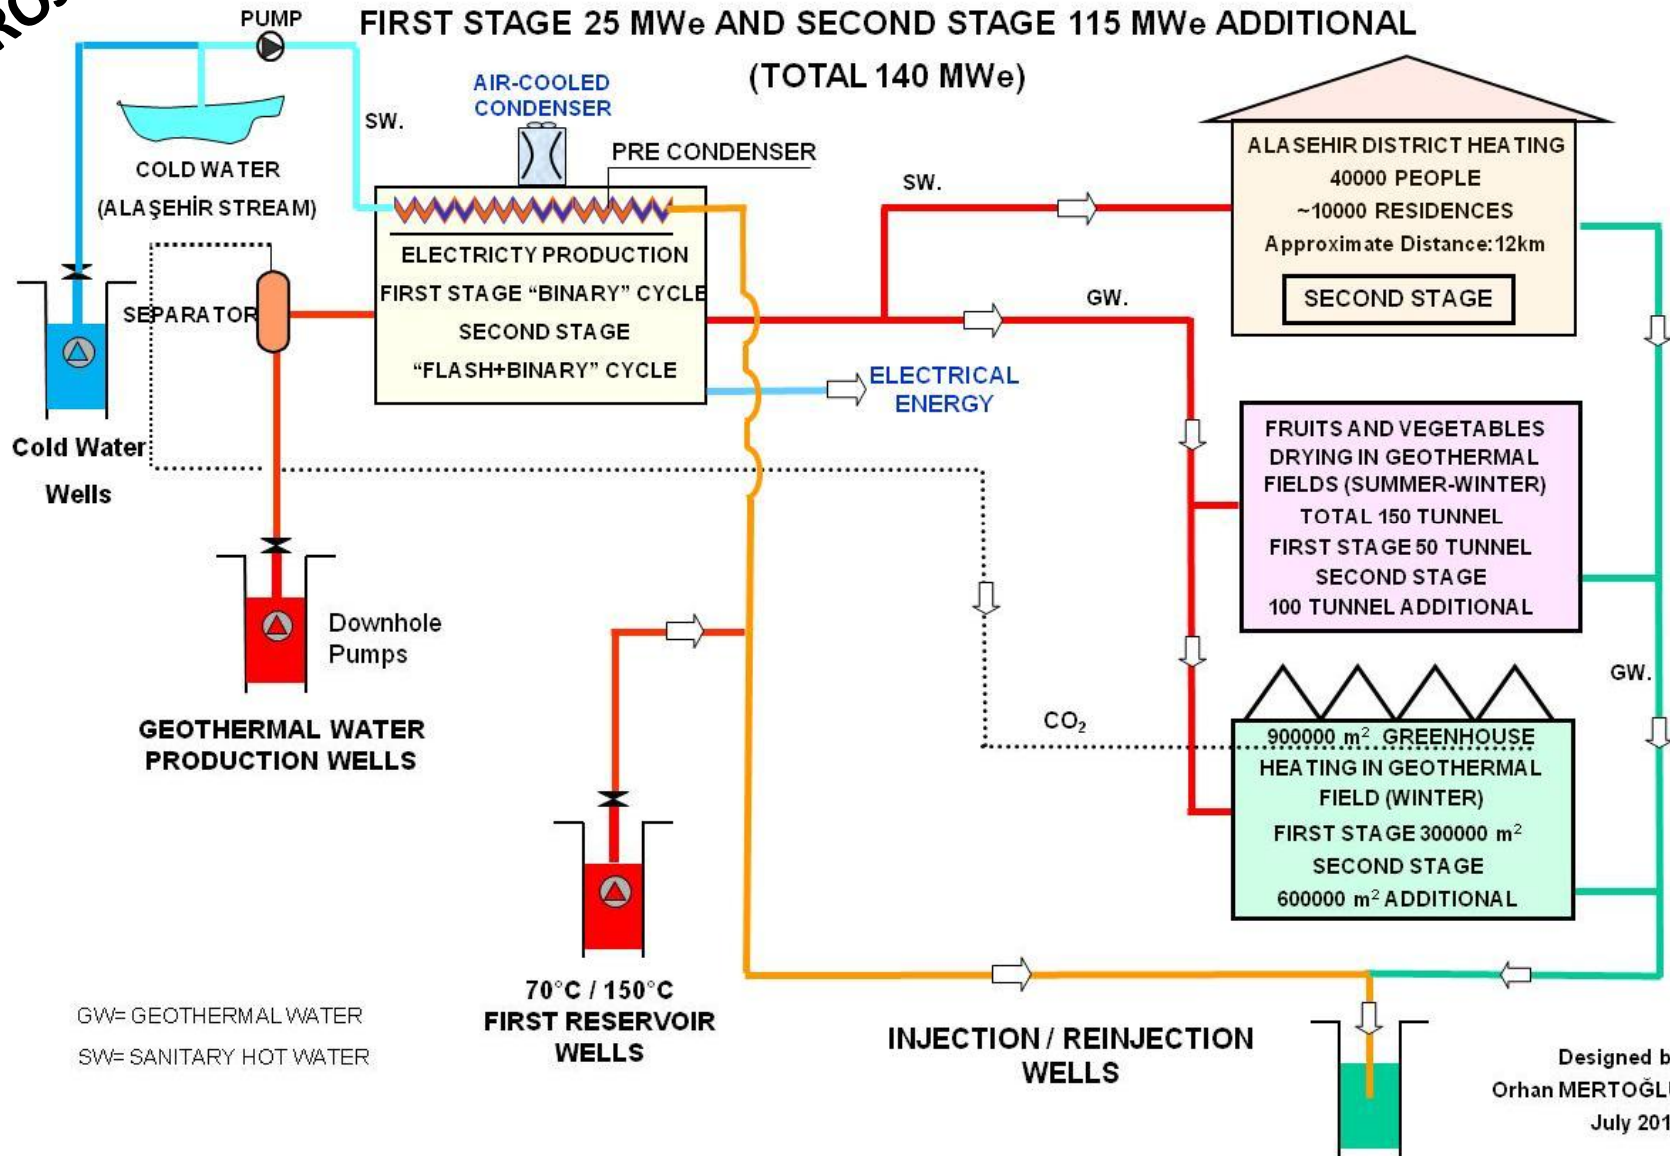 FIRST STAGE 25 MWe AND SECOND STAGE 115 MWe ADDITIONAL
(TOTAL 140 MWe)
PUMP
AIR-COOLED
CONDENSER
SW.
PRE CONDENSER
COLD WATER
(ALAŞEHİR STREAM)
SEPARATOR
Cold Water
Wells
ELECTRICTY PRODUCTION
FIRST STAGE “BINARY” CYCLE
SECOND STAGE
“FLASH+BINARY” CYCLE
SW.
GW.
ELECTRICAL
ENERGY
ALASEHIR DISTRICT HEATING
40000 PEOPLE
~10000 RESIDENCES
Approximate Distance:12km
SECOND STAGE
FRUITS AND VEGETABLES
DRYING IN GEOTHERMAL
FIELDS (SUMMER-WINTER)
TOTAL 150 TUNNEL
FIRST STAGE 50 TUNNEL
SECOND STAGE
100 TUNNEL ADDITIONAL
Downhole
Pumps
GEOTHERMAL WATER
PRODUCTION WELLS
GW.
CO₂
900000 m² GREENHOUSE
HEATING IN GEOTHERMAL
FIELD (WINTER)
FIRST STAGE 300000 m²
SECOND STAGE
600000 m² ADDITIONAL
70°C / 150°C
FIRST RESERVOIR
WELLS
GW= GEOTHERMAL WATER
SW= SANITARY HOT WATER
INJECTION / REINJECTION
WELLS
Designed
Orhan MERTOĞLU
July